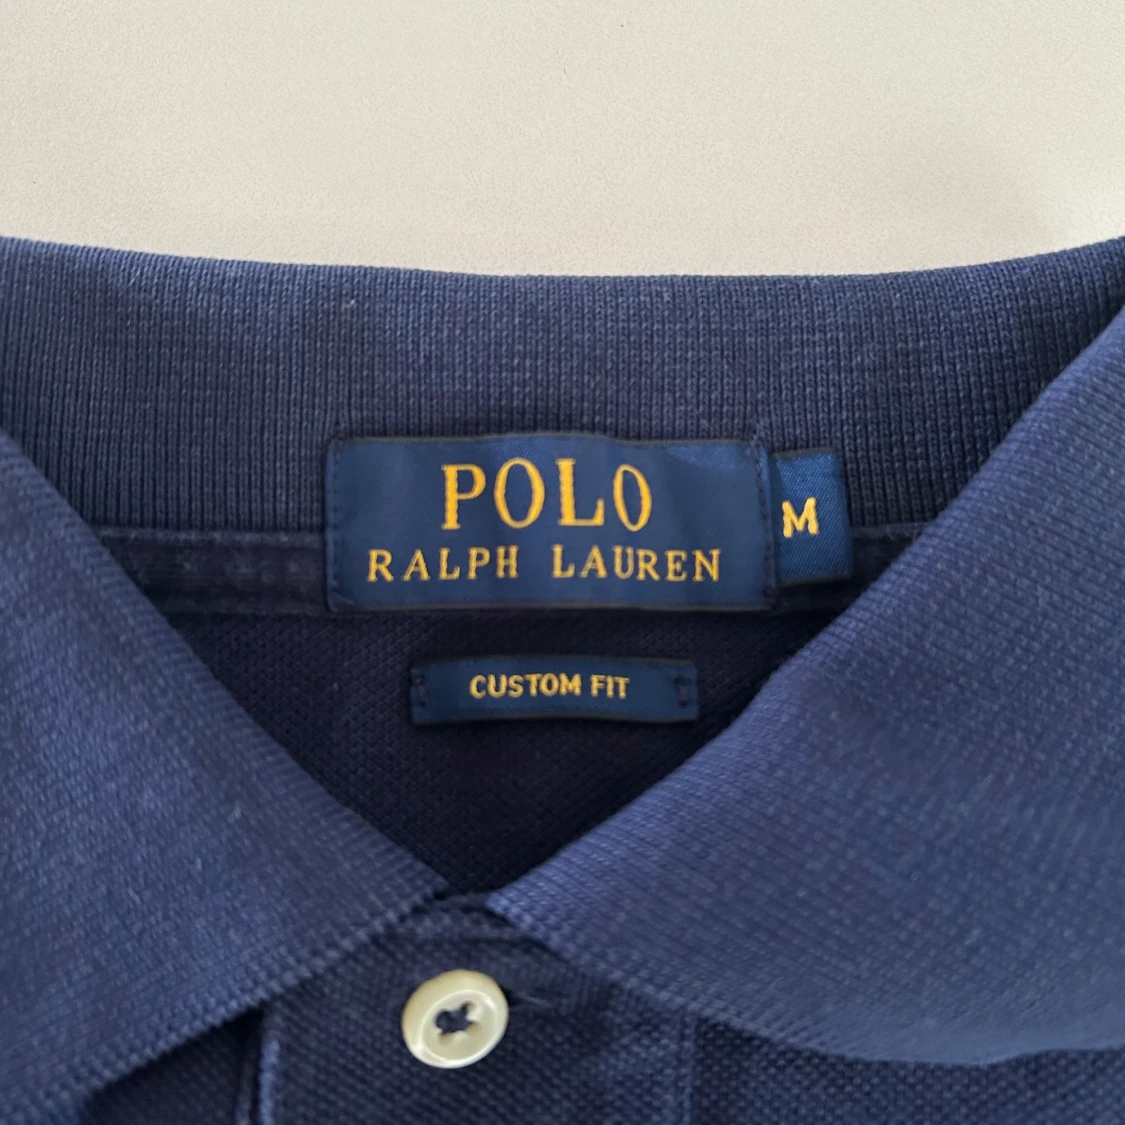 POLO
RALPH LAUREN
M
CUSTOM FIT